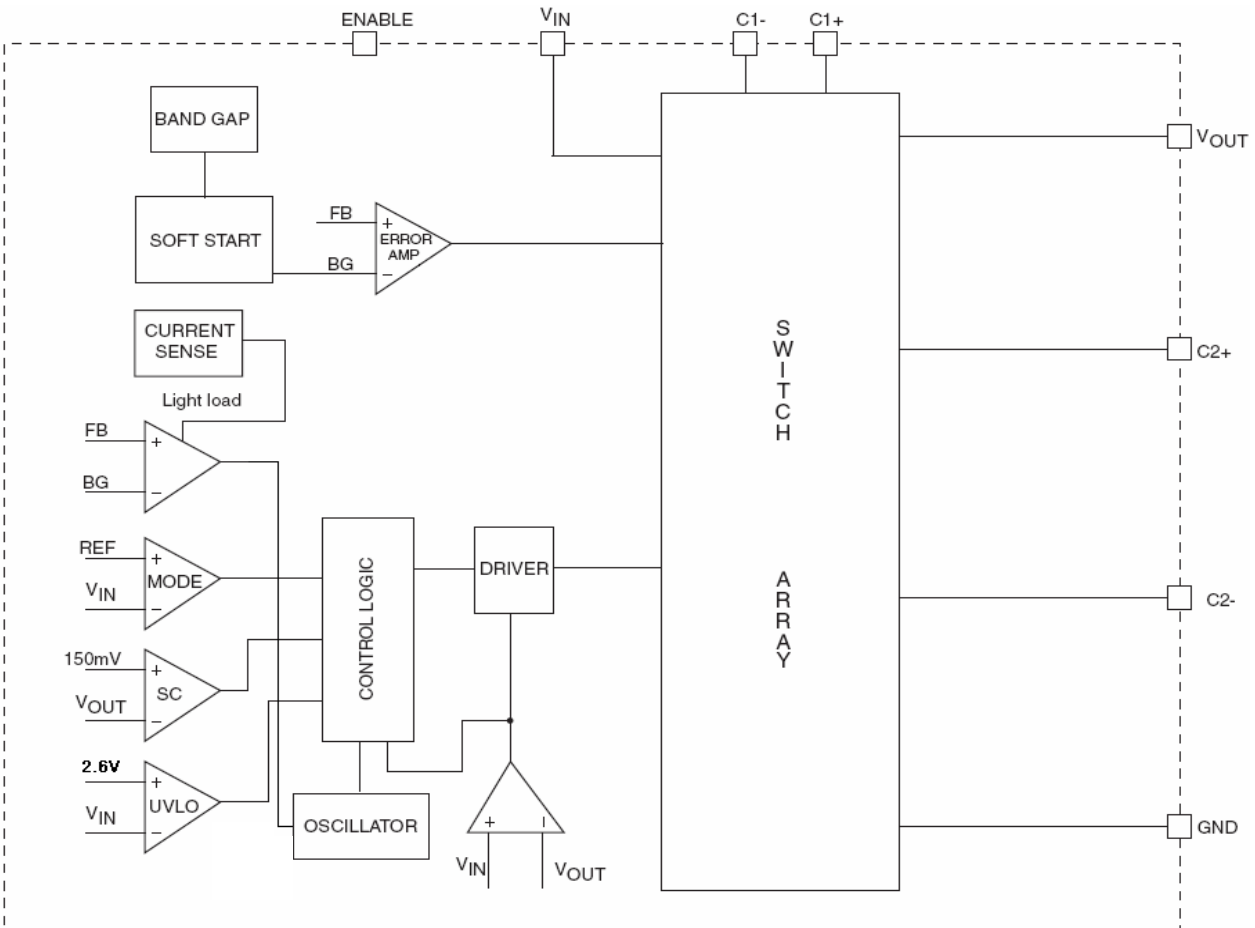 ENABLE
VIN
C1-
C1+
BAND GAP
VOUT
SOFT START
FB
+
ERROR
AMP
BG
−
CURRENT
SENSE
SWITCH
C2+
Light load
FB
+
BG
−
REF
+
MODE
VIN
−
CONTROL LOGIC
DRIVER
ARRAY
C2-
150mV
+
SC
VOUT
−
2.6V
+
UVLO
VIN
−
OSCILLATOR
+
−
VIN
VOUT
GND